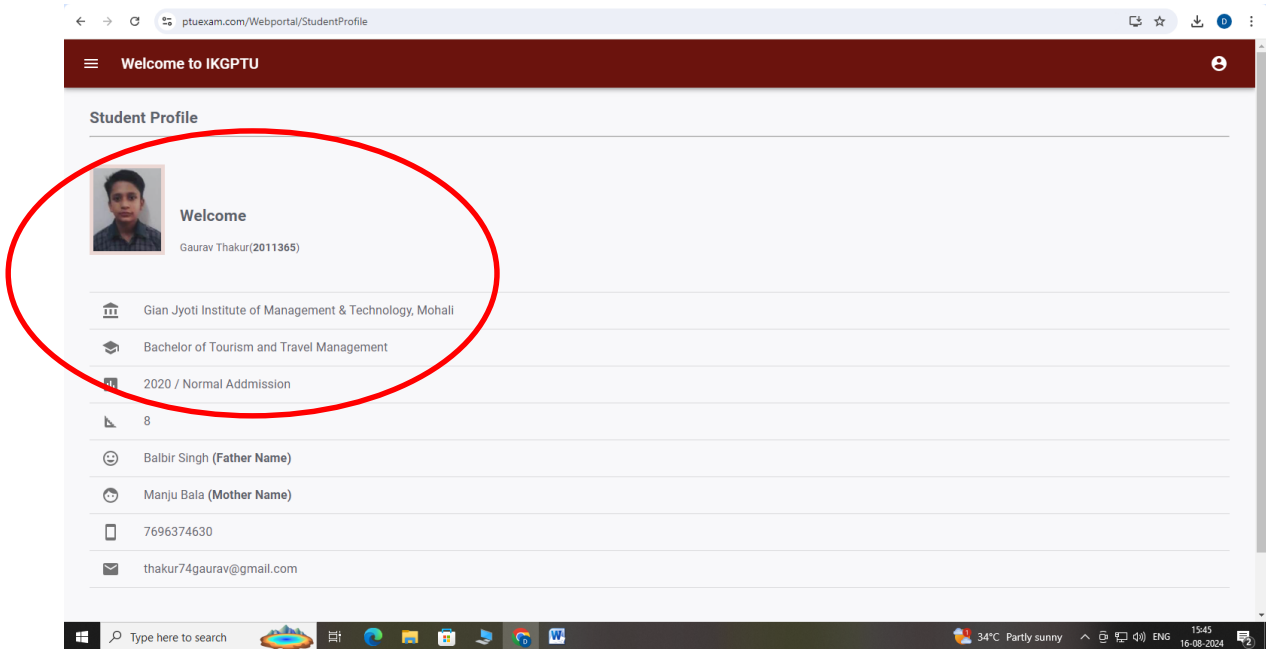 ptuexam.com/Webportal/StudentProfile
D
Welcome to IKGPTU
Student Profile
Welcome
Gaurav Thakur(2011365)
Gian Jyoti Institute of Management & Technology, Mohali
Bachelor of Tourism and Travel Management
2020 / Normal Addmission
8
Balbir Singh (Father Name)
Manju Bala (Mother Name)
7696374630
thakur74gaurav@gmail.com
Type here to search
34°C Partly sunny
ENG
15:45
16-08-2024
2